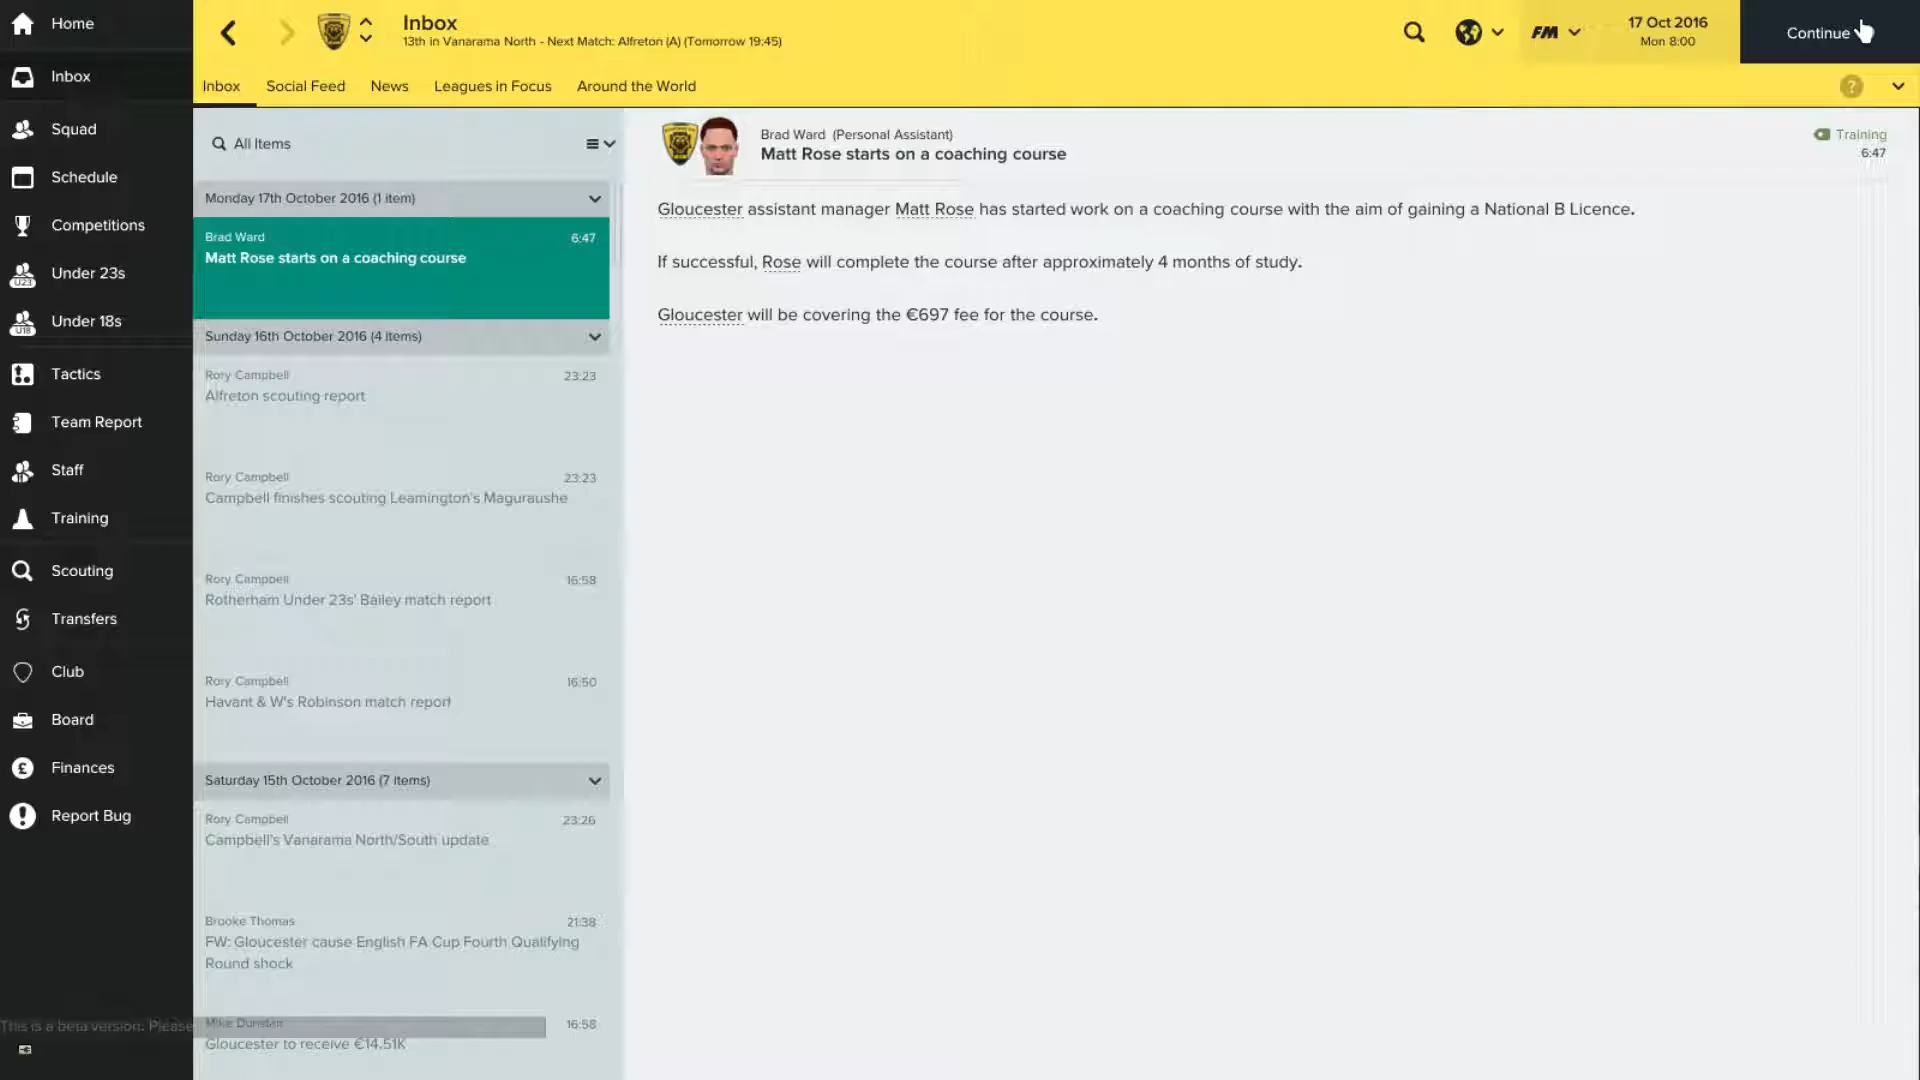 Home
Inbox
Squad
Schedule
Competitions
U23
Under 23s
U18
Under 18s
Tactics
Team Report
Staff
Training
Scouting
Transfers
Club
Board
£
Finances
Report Bug
This is a beta version. Please
Inbox
13th in Vanarama North - Next Match: Alfreton (A) (Tomorrow 19:45)
FM
17 Oct 2016
Mon 8:00
Continue
Inbox Social Feed News Leagues in Focus Around the World
?
All Items
Monday 17th October 2016 (1 item)
Brad Ward 6:47
Matt Rose starts on a coaching course
Sunday 16th October 2016 (4 items)
Rory Campbell 23:23
Alfreton scouting report
Rory Campbell 23:23
Campbell finishes scouting Leamington's Maguraushe
Rory Campbell 16:58
Rotherham Under 23s' Bailey match report
Rory Campbell 16:50
Havant & W's Robinson match report
Saturday 15th October 2016 (7 items)
Rory Campbell 23:26
Campbell's Vanarama North/South update
Brooke Thomas 21:38
FW: Gloucester cause English FA Cup Fourth Qualifying
Round shock
Mike Dunstan 16:58
Gloucester to receive €14.51K
Brad Ward (Personal Assistant)
Matt Rose starts on a coaching course
Training
6:47
Gloucester assistant manager Matt Rose has started work on a coaching course with the aim of gaining a National B Licence.
If successful, Rose will complete the course after approximately 4 months of study.
Gloucester will be covering the €697 fee for the course.